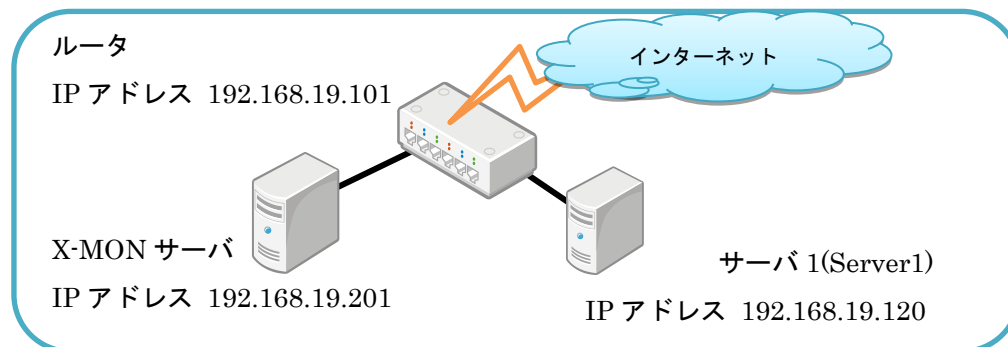 ルータ
IP アドレス 192.168.19.101
インターネット
X-MON サーバ
IP アドレス 192.168.19.201
サーバ 1(Server1)
IP アドレス 192.168.19.120